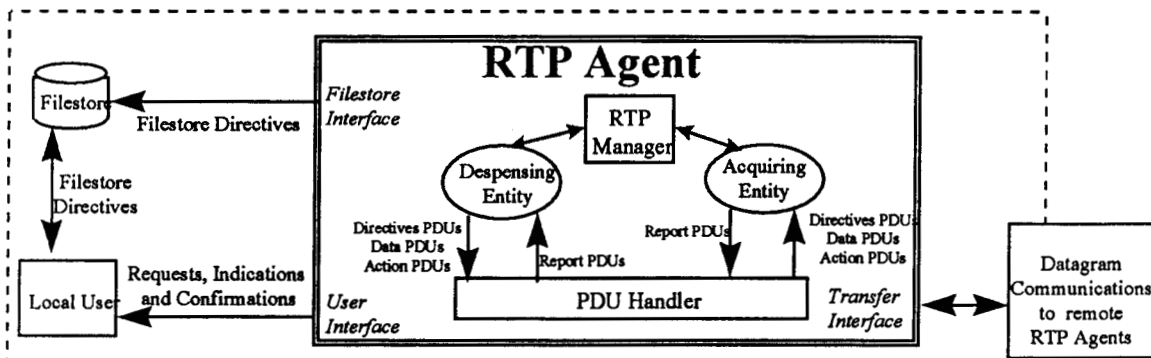 RTP Agent
Filestore
Filestore Directives
Filestore
Interface
RTP
Manager
Despensing
Entity
Acquiring
Entity
Filestore
Directives
Directives PDUs
Data PDUs
Action PDUs
Report PDUs
Report PDUs
Directives PDUs
Data PDUs
Action PDUs
Local User
Requests, Indications
and Confirmations
User
Interface
PDU Handler
Transfer
Interface
Datagram
Communications
to remote
RTP Agents